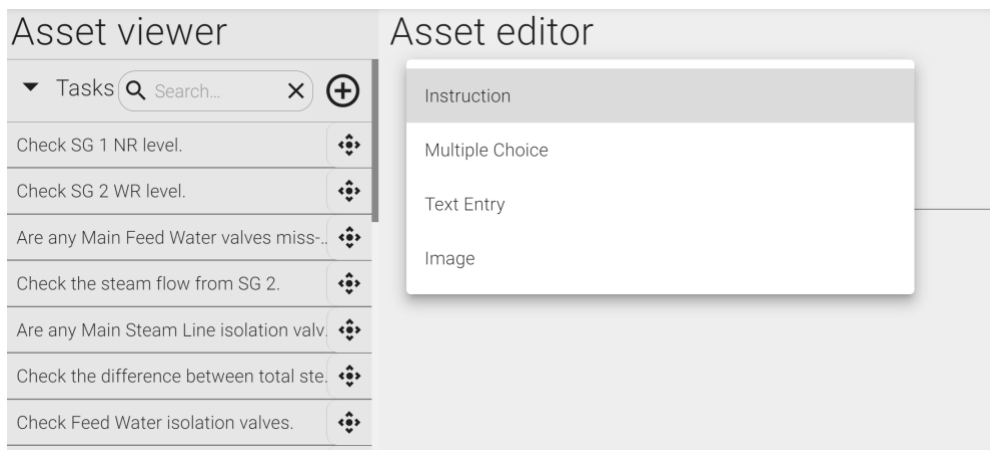 Asset viewer
Tasks
Search...
Check SG 1 NR level.
Check SG 2 WR level.
Are any Main Feed Water valves miss-..
Check the steam flow from SG 2.
Are any Main Steam Line isolation valv.
Check the difference between total ste.
Check Feed Water isolation valves.
Asset editor
Instruction
Multiple Choice
Text Entry
Image